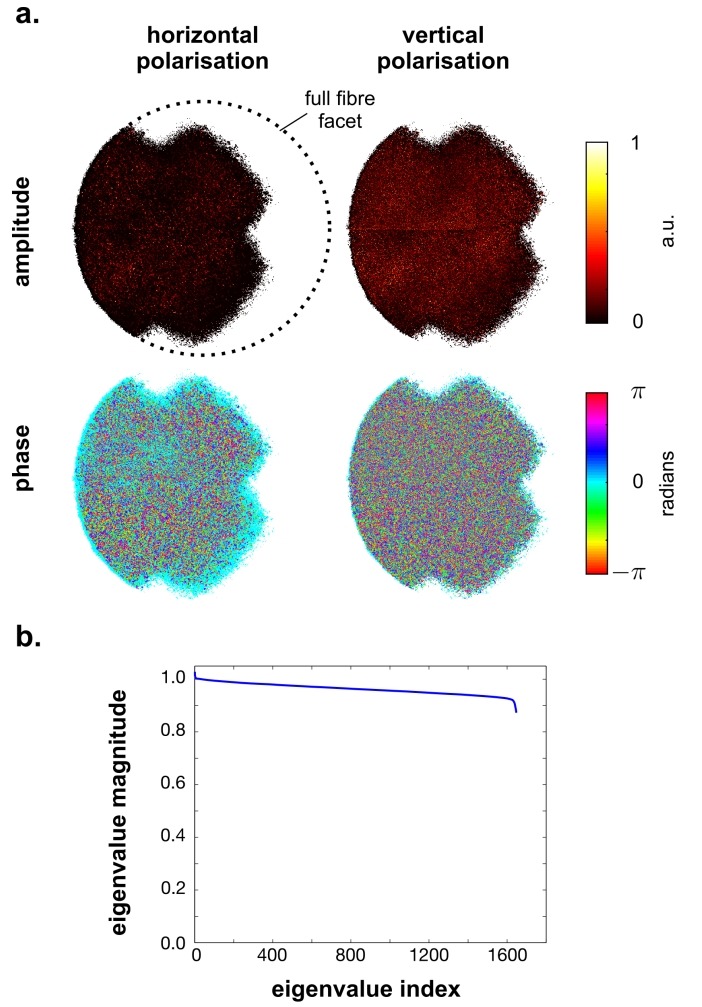 a.
horizontal
polarisation
vertical
polarisation
full fibre
facet
amplitude
1
a.u.
0
phase
π
0
radians
−π
b.
eigenvalue magnitude
1.0
0.8
0.6
0.4
0.2
0.0
0
400
800
1200
1600
eigenvalue index